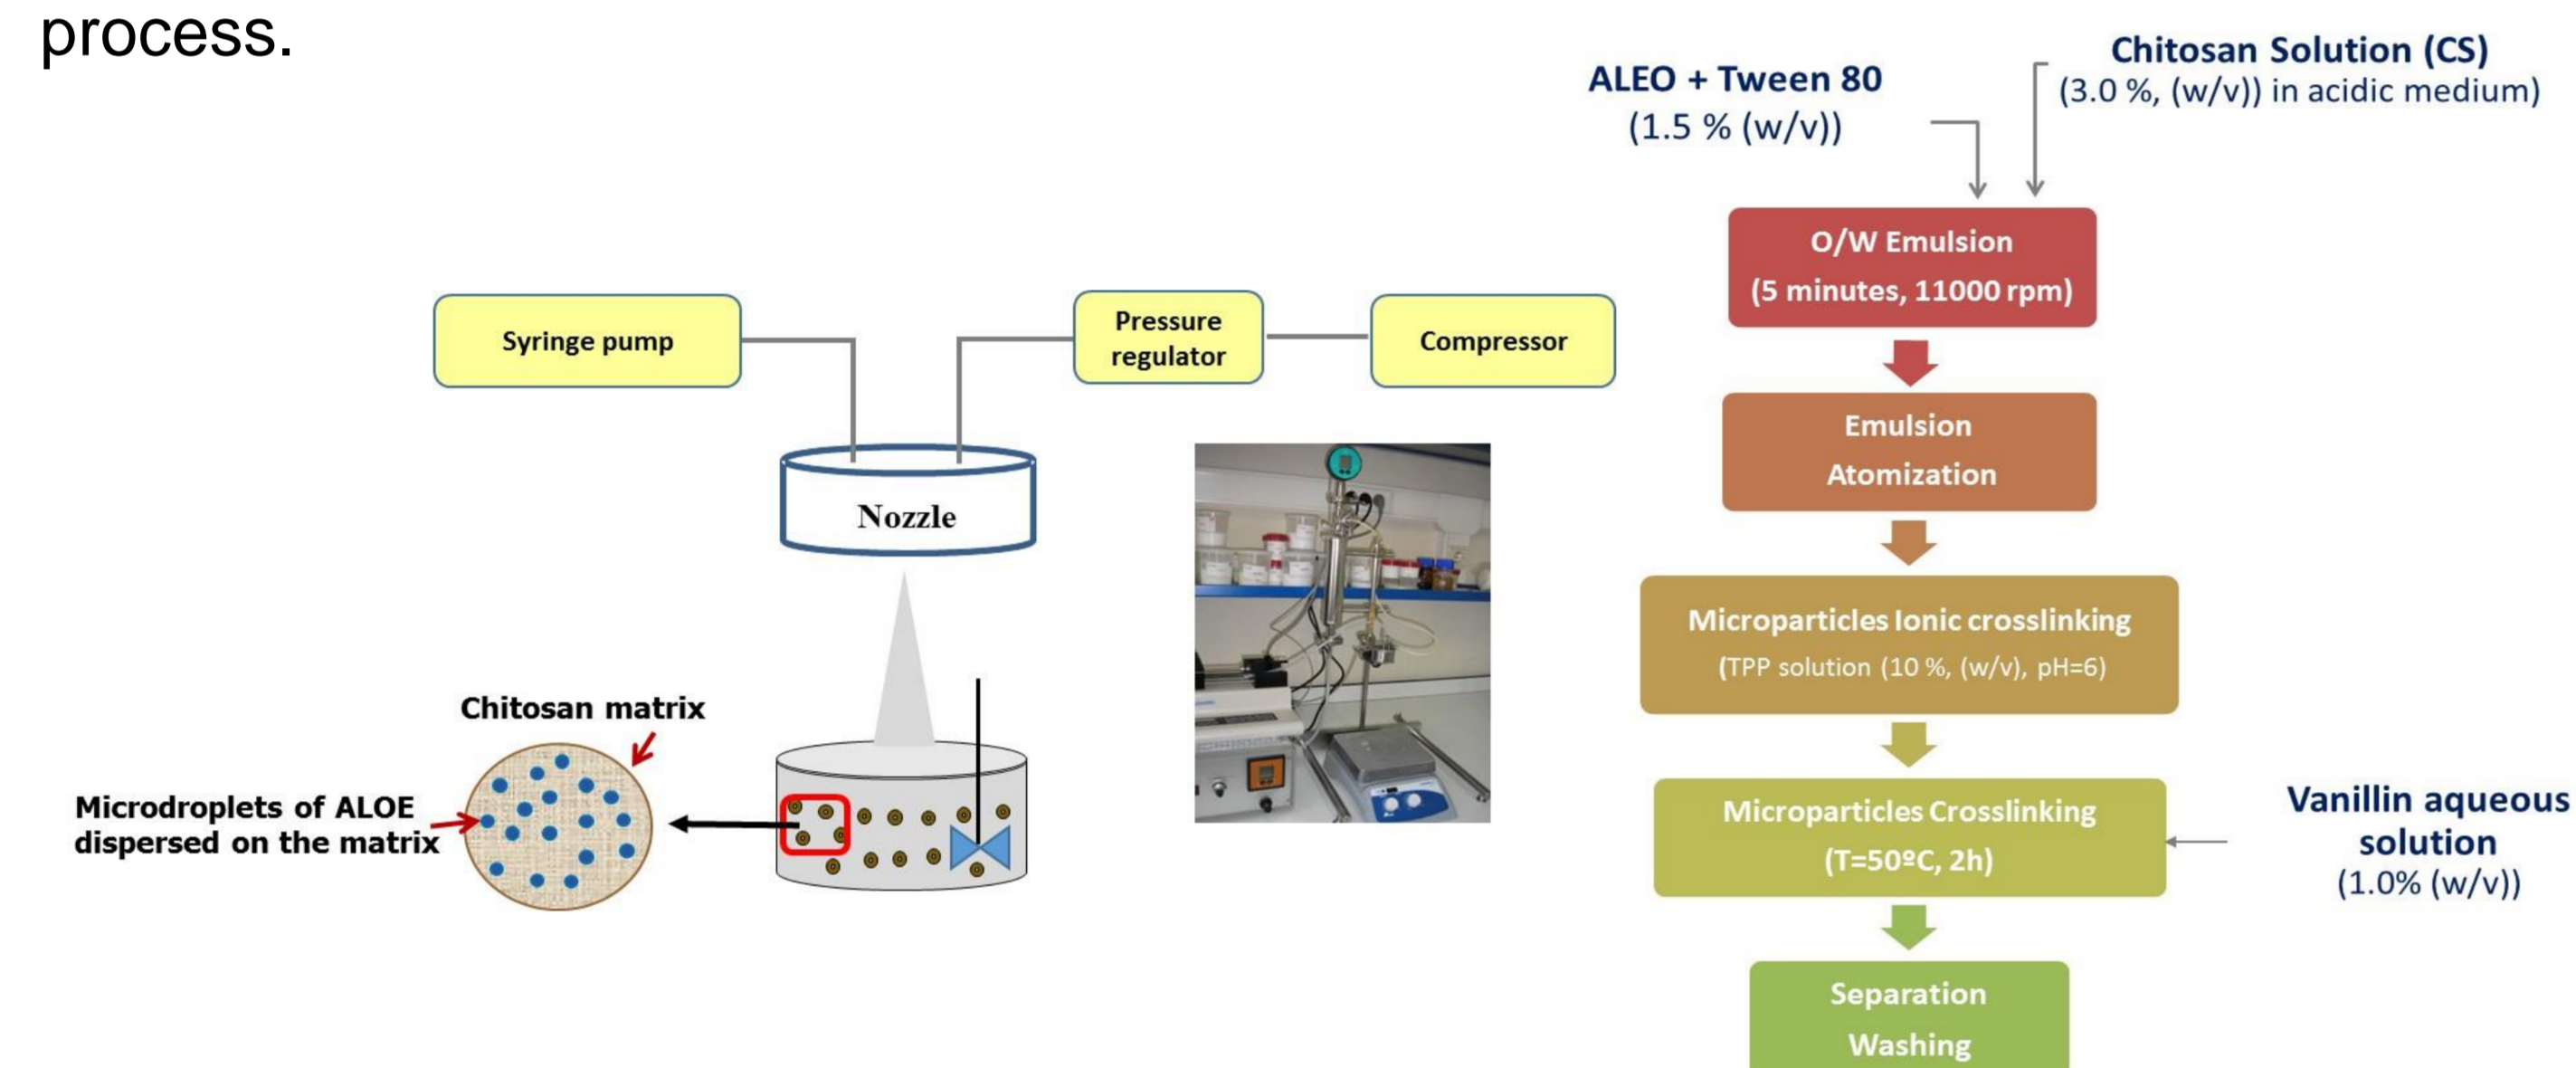 process.
Syringe pump
Pressure
regulator
Compressor
Nozzle
Chitosan matrix
Microdroplets of ALOE
dispersed on the matrix
ALEO + Tween 80
(1.5 % (w/v))
Chitosan Solution (CS)
(3.0 %, (w/v)) in acidic medium)
O/W Emulsion
(5 minutes, 11000 rpm)
Emulsion
Atomization
Microparticles Ionic crosslinking
(TPP solution (10 %, (w/v), pH=6)
Microparticles Crosslinking
(T=50ºC, 2h)
Vanillin aqueous
solution
(1.0% (w/v))
Separation
Washing